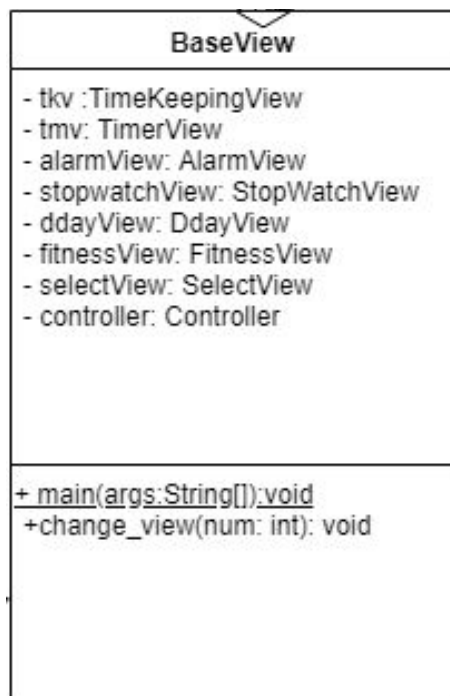 BaseView
- tkv :TimeKeepingView
- tmv: TimerView
- alarmView: AlarmView
- stopwatchView: StopWatchView
- ddayView: DdayView
- fitnessView: FitnessView
- selectView: SelectView
- controller: Controller
+ main(args:String[]):void
+change_view(num: int): void